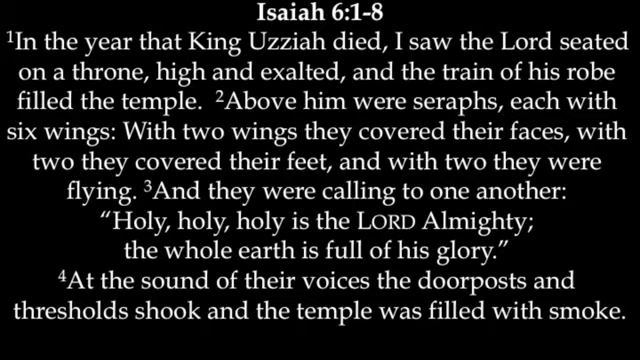 Isaiah 6:1-8
¹In the year that King Uzziah died, I saw the Lord seated
on a throne, high and exalted, and the train of his robe
filled the temple. ²Above him were seraphs, each with
six wings: With two wings they covered their faces, with
two they covered their feet, and with two they were
flying. ³And they were calling to one another:
“Holy, holy, holy is the LORD Almighty;
the whole earth is full of his glory.”
⁴At the sound of their voices the doorposts and
thresholds shook and the temple was filled with smoke.